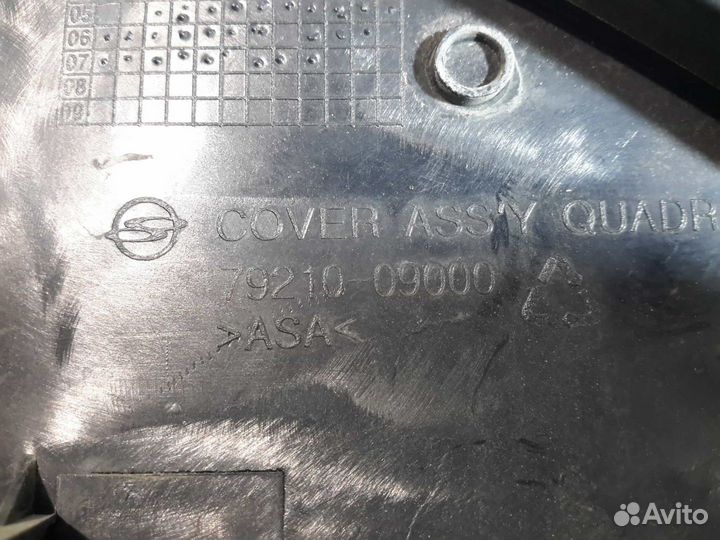 05
06
07
08
09
COVER ASS'Y QUADR
79210-09000
>ASA<
Avito